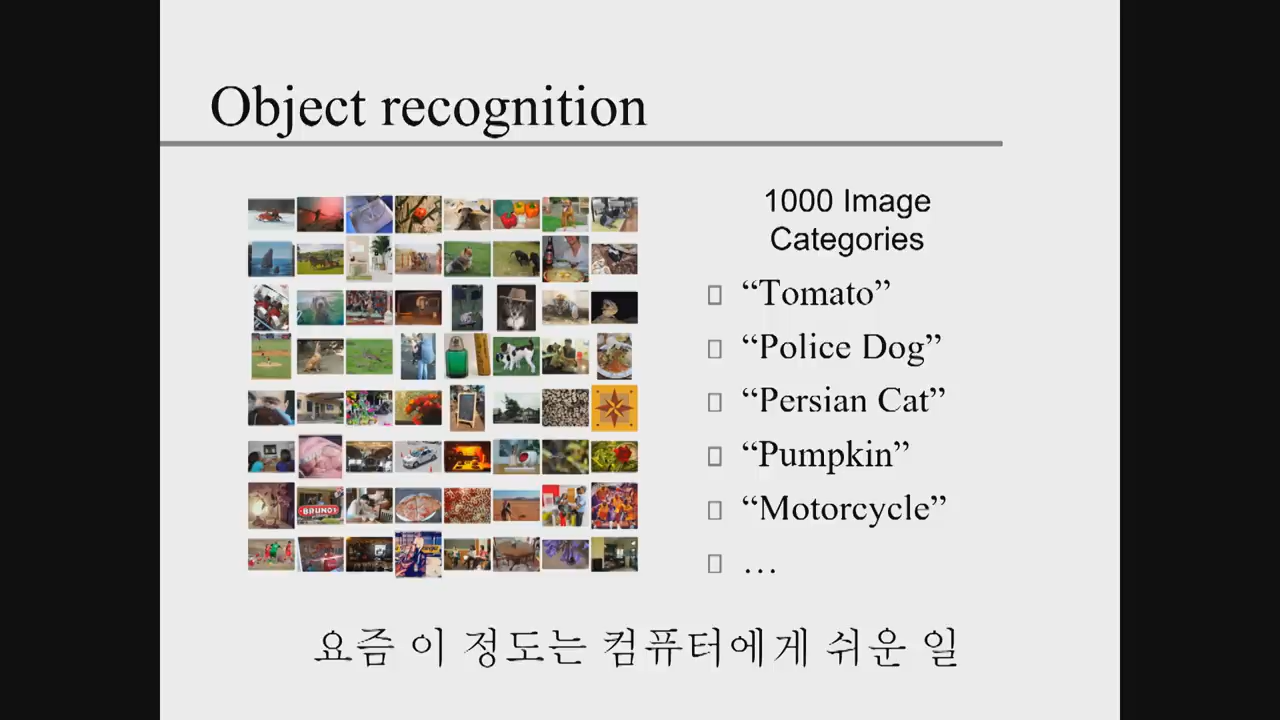 Object recognition
1000 Image
Categories
“Tomato”
“Police Dog”
“Persian Cat”
“Pumpkin”
“Motorcycle”
…
BRUNO'S
요즘 이 정도는 컴퓨터에게 쉬운 일